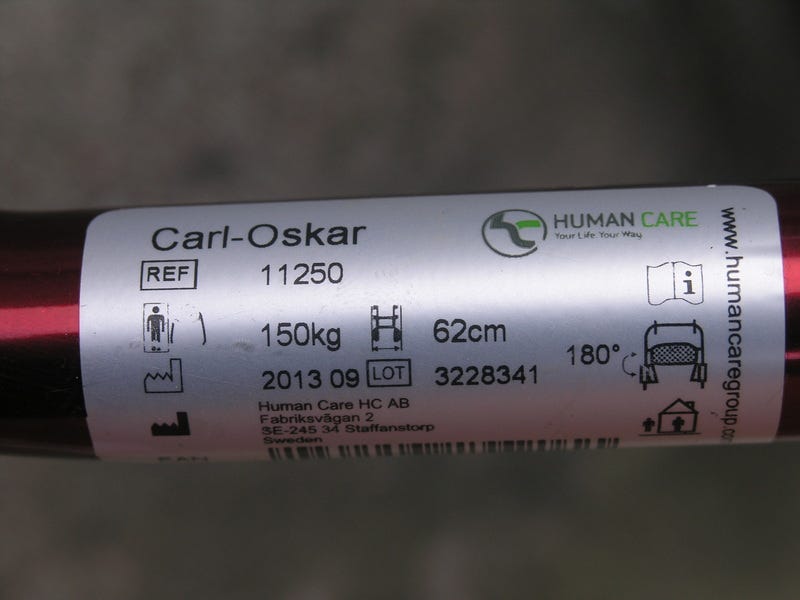 Carl-Oskar
HUMAN CARE
Your Life. Your Way.
REF 11250
150kg 62cm
180°
2013 09 LOT 3228341
Human Care HC AB
Fabriksvägan 2
SE-245 34 Staffanstorp
Sweden
www.humancaregroup.co
i